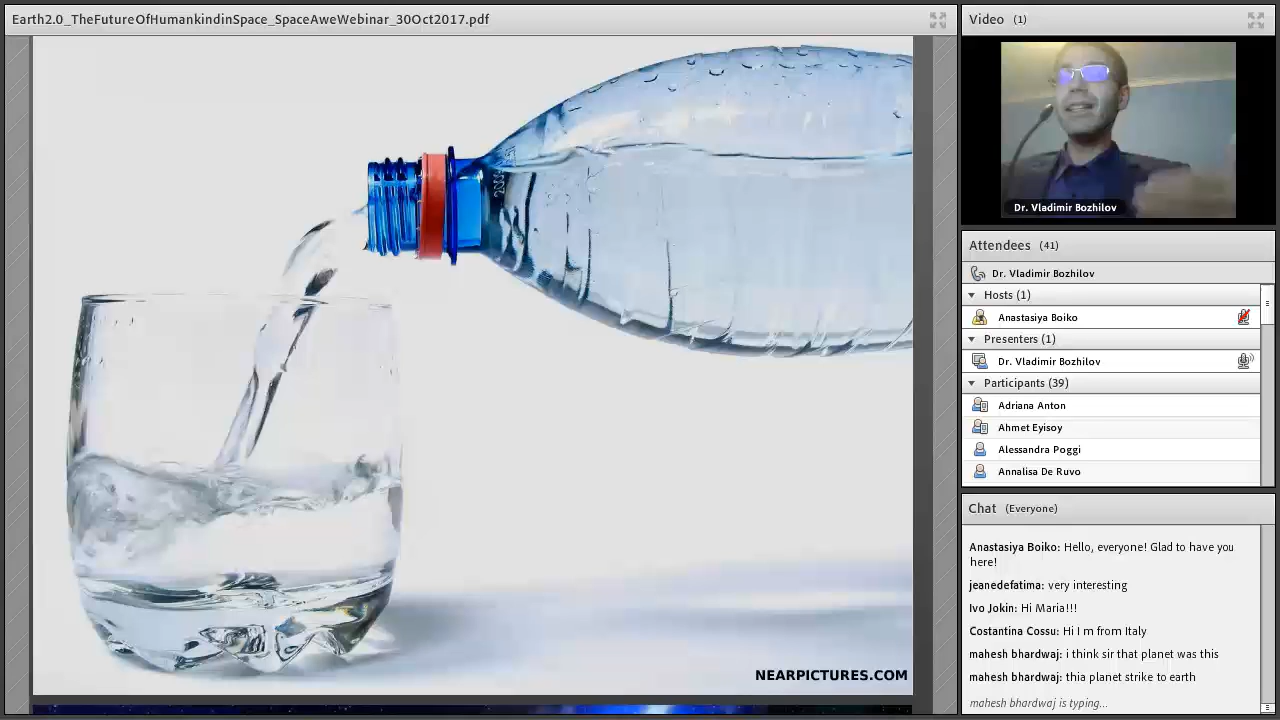 Earth2.0_TheFutureOfHumankindinSpace_SpaceAweWebinar_30Oct2017.pdf
NEARPICTURES.COM
Video (1)
Dr. Vladimir Bozhilov
Attendees (41)
Dr. Vladimir Bozhilov
Hosts (1)
Anastasiya Boiko
Presenters (1)
Dr. Vladimir Bozhilov
Participants (39)
Adriana Anton
Ahmet Eyisoy
Alessandra Poggi
Annalisa De Ruvo
Chat (Everyone)
Anastasiya Boiko: Hello, everyone! Glad to have you
here!
jeanedefatima: very interesting
Ivo Jokin: Hi Maria!!!
Costantina Cossu: Hi I m from Italy
mahesh bhardwaj: i think sir that planet was this
mahesh bhardwaj: thia planet strike to earth
mahesh bhardwaj is typing...